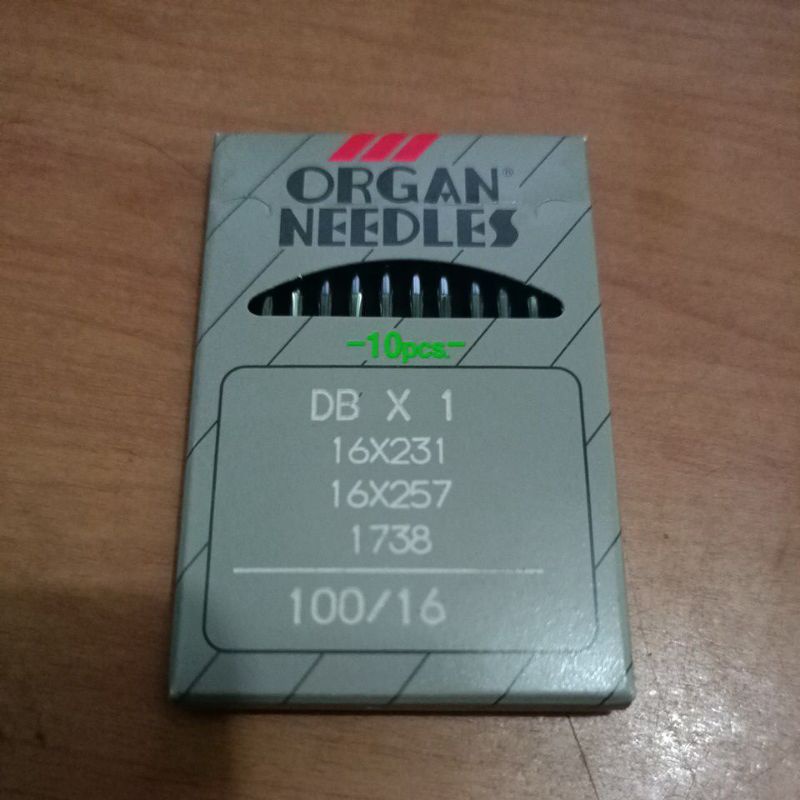 ORGAN®
NEEDLES
-10pcs.-
DB X 1
16X231
16X257
1738
100/16